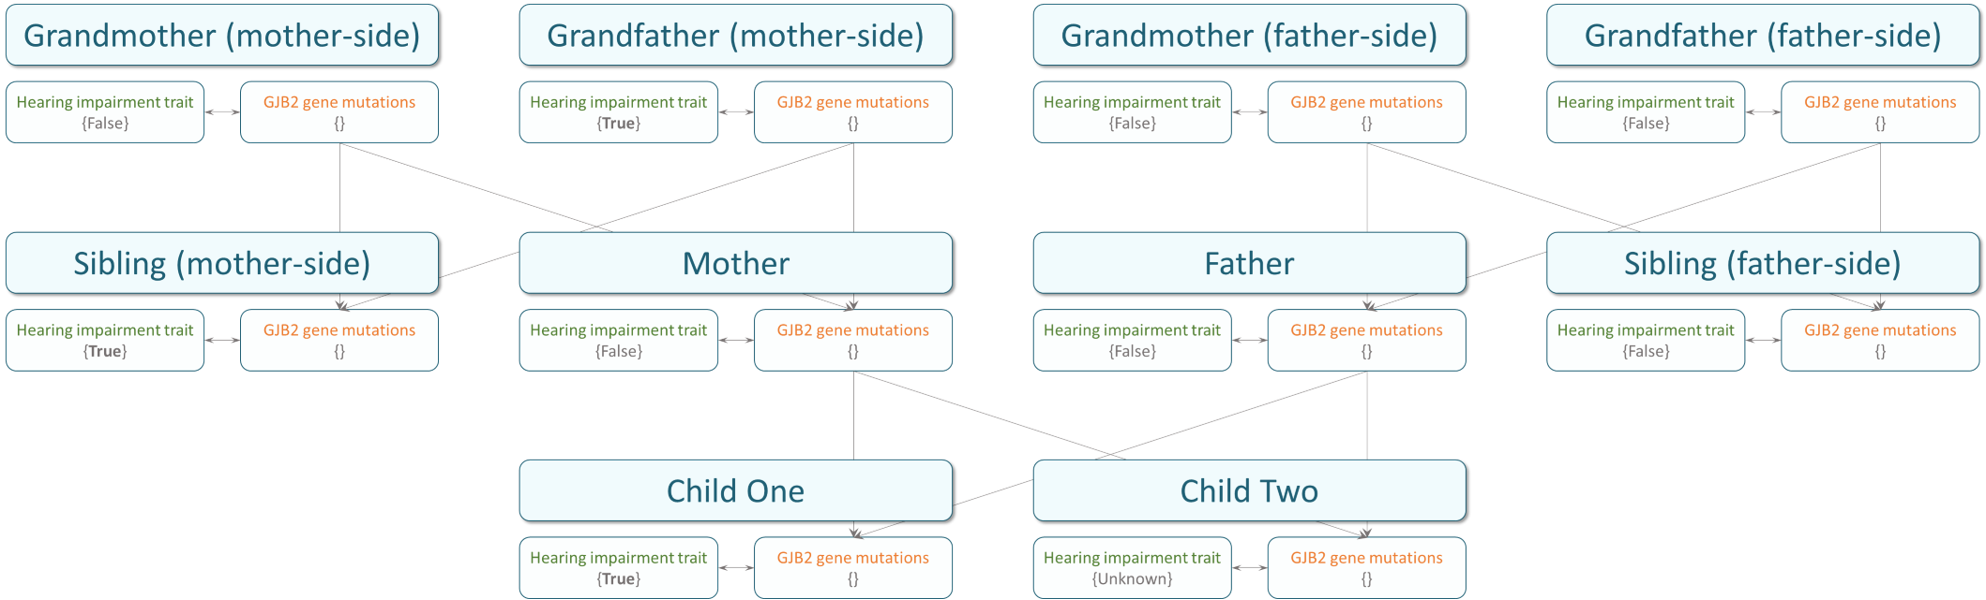 Grandmother (mother-side)
Grandfather (mother-side)
Grandmother (father-side)
Grandfather (father-side)
Hearing impairment trait
{False}
GJB2 gene mutations
{}
Hearing impairment trait
{True}
GJB2 gene mutations
{}
Hearing impairment trait
{False}
GJB2 gene mutations
{}
Hearing impairment trait
{False}
GJB2 gene mutations
{}
Sibling (mother-side)
Mother
Father
Sibling (father-side)
Hearing impairment trait
{True}
GJB2 gene mutations
{}
Hearing impairment trait
{False}
GJB2 gene mutations
{}
Hearing impairment trait
{False}
GJB2 gene mutations
{}
Hearing impairment trait
{False}
GJB2 gene mutations
{}
Child One
Child Two
Hearing impairment trait
{True}
GJB2 gene mutations
{}
Hearing impairment trait
{Unknown}
GJB2 gene mutations
{}